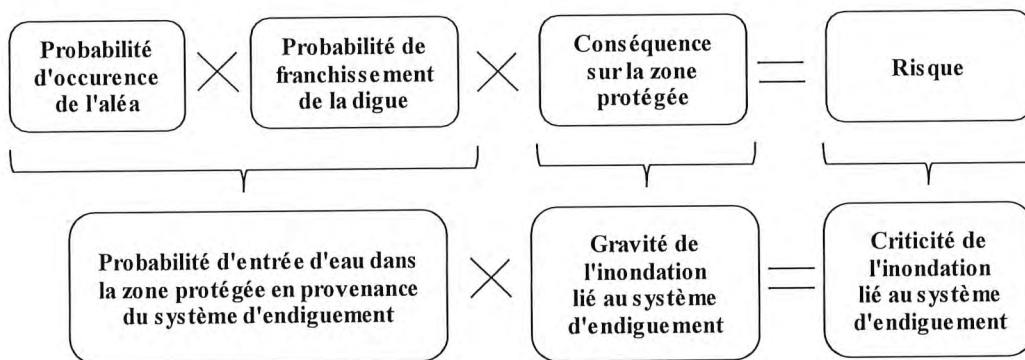 Probabilité
d'occurence
de l'aléa
Probabilité de
franchissement
de la digue
Conséquence
sur la zone
protégée
Risque
Probabilité d'entrée d'eau dans
la zone protégée en provenance
du système d'endiguement
Gravité de
l'inondation
lié au système
d'endiguement
Criticité de
l'inondation
lié au système
d'endiguement